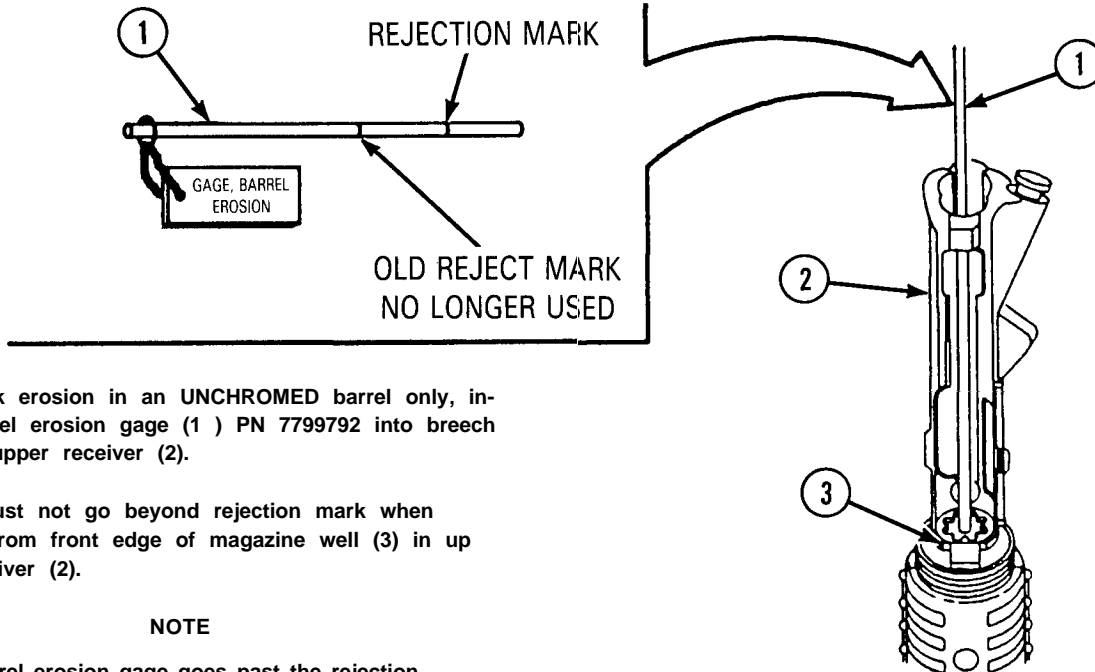 1
REJECTION MARK
1
GAGE, BARREL
EROSION
OLD REJECT MARK
NO LONGER USED
2
3
erosion in an UNCHROMED barrel only, in-
erosion gage (1 ) PN 7799792 into breech
upper receiver (2).
not go beyond rejection mark when
from front edge of magazine well (3) in up
(2).
NOTE
erosion gage goes past the rejection